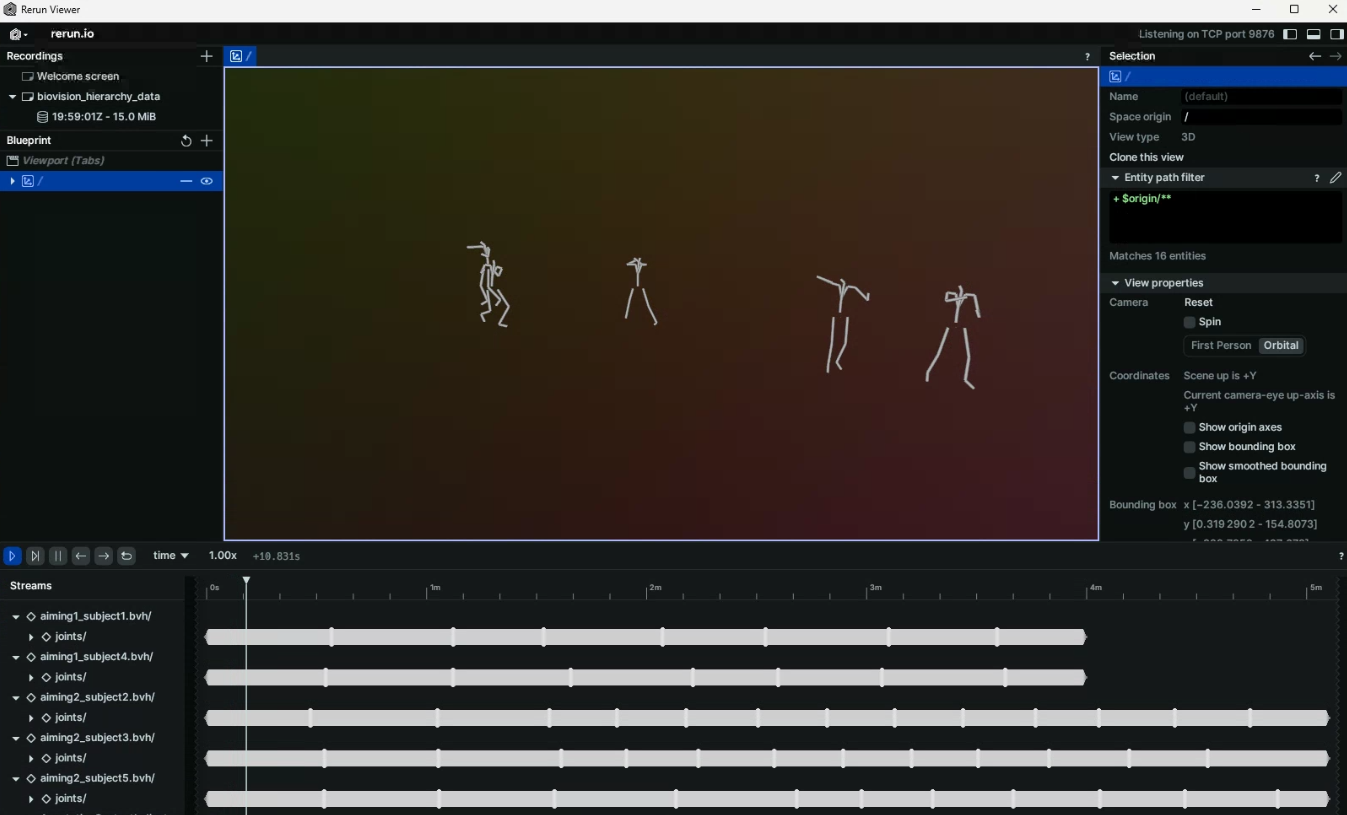 Rerun Viewer
rerun.io
Listening on TCP port 9876
Recordings
Welcome screen
biovision_hierarchy_data
19:59:01Z - 15.0 MiB
Blueprint
Viewport (Tabs)
/
/
?
Selection
/
Name (default)
Space origin /
View type 3D
Clone this view
Entity path filter ?
+ $origin/**
Matches 16 entities
View properties
Camera Reset
Spin
First Person Orbital
Coordinates Scene up is +Y
Current camera-eye up-axis is
+Y
Show origin axes
Show bounding box
Show smoothed bounding
box
Bounding box x [−236.0392 - 313.3351]
y [0.319 290 2 - 154.8073]
time 1.00x +10.831s ?
Streams
0s 1m 2m 3m 4m 5m
aiming1_subject1.bvh/
joints/
aiming1_subject4.bvh/
joints/
aiming2_subject2.bvh/
joints/
aiming2_subject3.bvh/
joints/
aiming2_subject5.bvh/
joints/